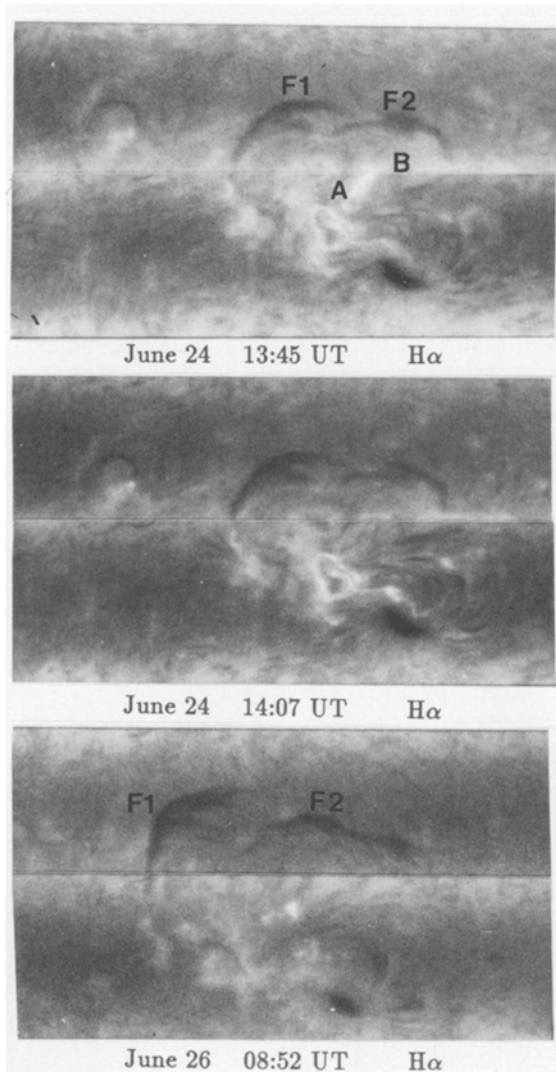 F1
F2
B
A
June 24 13:45 UT Hα
June 24 14:07 UT Hα
F1 F2
June 26 08:52 UT Hα